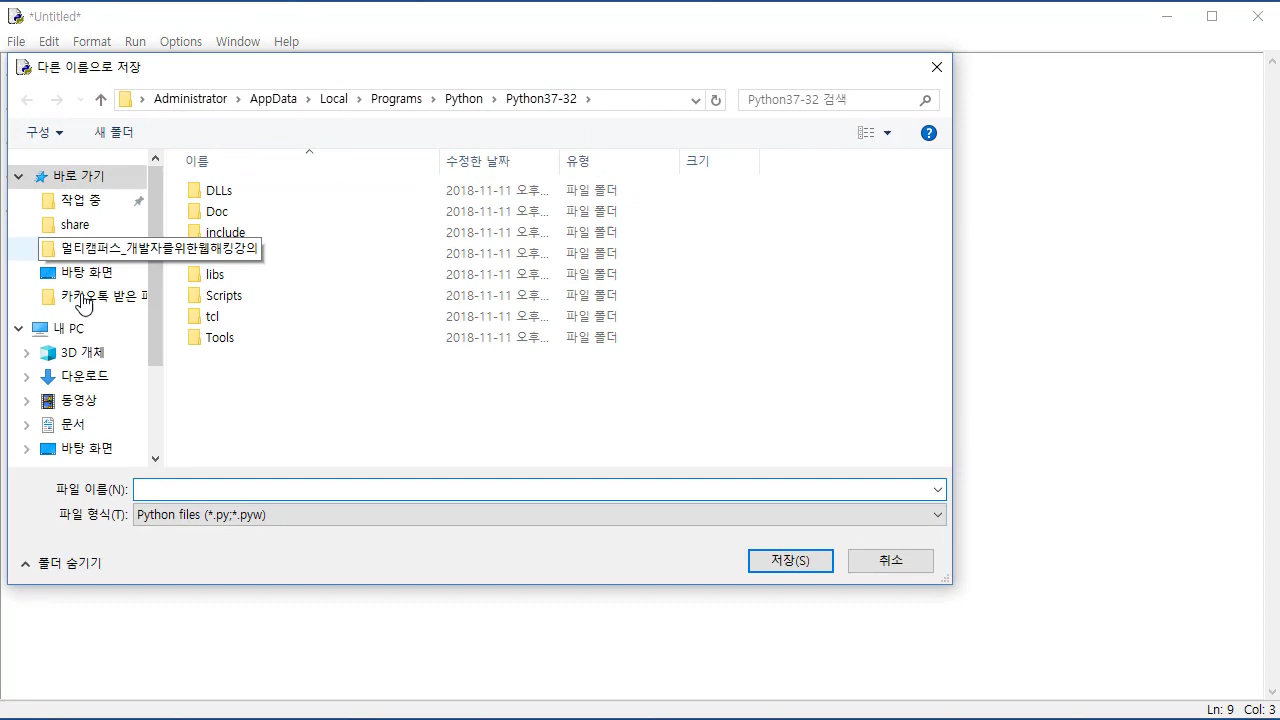 *Untitled*
File Edit Format Run Options Window Help
다른 이름으로 저장
Administrator > AppData > Local > Programs > Python > Python37-32 >
Python37-32 검색
구성 새 폴더
이름 수정한 날짜 유형 크기
바로 가기
작업 중
share
멀티캠퍼스_개발자를위한웹해킹강의
바탕 화면
카카오톡 받은
내 PC
3D 개체
다운로드
동영상
문서
바탕 화면
DLLs 2018-11-11 오후... 파일 폴더
Doc 2018-11-11 오후... 파일 폴더
include 2018-11-11 오후... 파일 폴더
2018-11-11 오후... 파일 폴더
libs 2018-11-11 오후... 파일 폴더
Scripts 2018-11-11 오후... 파일 폴더
tcl 2018-11-11 오후... 파일 폴더
Tools 2018-11-11 오후... 파일 폴더
파일 이름(N):
파일 형식(T): Python files (*.py;*.pyw)
폴더 숨기기 저장(S) 취소
Ln: 9 Col: 3